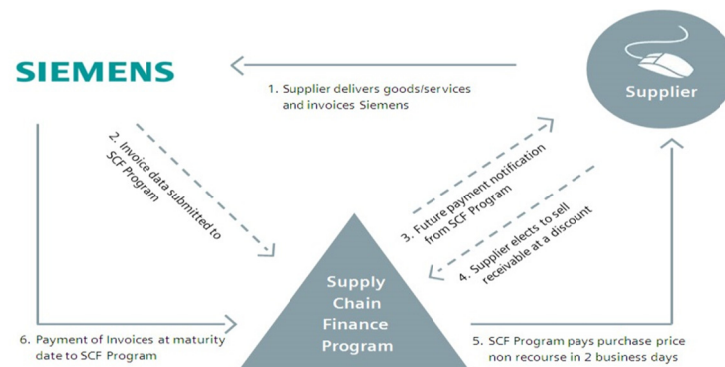 SIEMENS
Supplier
1. Supplier delivers goods/services
and invoices Siemens
2. Invoice data submitted to
SCF Program
3. Future payment notification
from SCF Program
4. Supplier elects to sell
receivable at a discount
Supply
Chain
Finance
Program
5. SCF Program pays purchase price
non recourse in 2 business days
6. Payment of Invoices at maturity
date to SCF Program